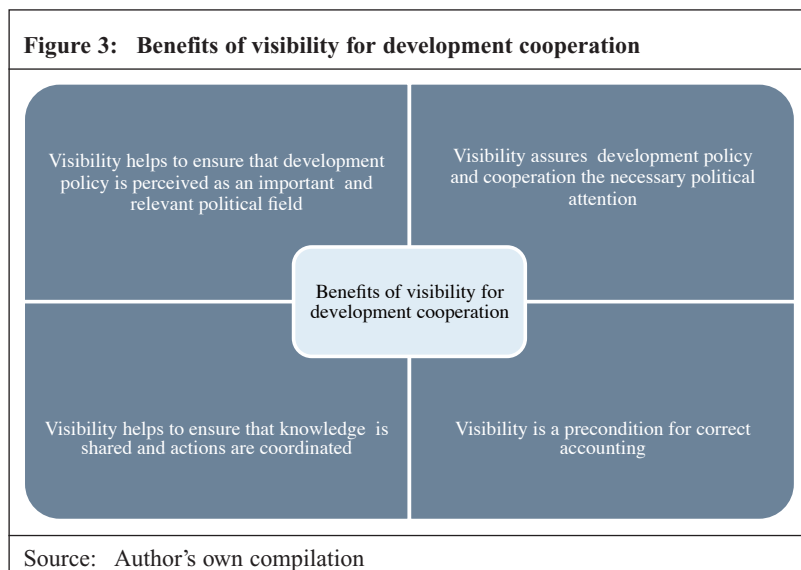 Figure 3: Benefits of visibility for development cooperation
Visibility helps to ensure that development
policy is perceived as an important and
relevant political field
Visibility assures development policy
and cooperation the necessary political
attention
Benefits of visibility for
development cooperation
Visibility helps to ensure that knowledge is
shared and actions are coordinated
Visibility is a precondition for correct
accounting
Source: Author's own compilation